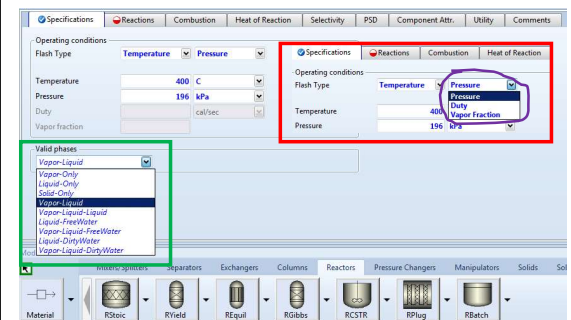 Specifications Reactions Combustion Heat of Reaction Selectivity PSD Component Attr. Utility Comments
Operating conditions
Flash Type Temperature Pressure
Temperature 400 C
Pressure 196 kPa
Duty cal/sec
Vapor fraction
Specifications Reactions Combustion Heat of Reaction
Operating conditions
Flash Type Temperature Pressure
Pressure
Duty
Vapor Fraction
Temperature 400
Pressure 196 kPa
Valid phases
Vapor-Liquid
Vapor-Only
Liquid-Only
Solid-Only
Vapor-Liquid
Vapor-Liquid-Liquid
Liquid-FreeWater
Vapor-Liquid-FreeWater
Liquid-DirtyWater
Vapor-Liquid-DirtyWater
Mixers/Splitters Separators Exchangers Columns Reactors Pressure Changers Manipulators Solids
Material RStoic RYield REquil RGibbs RCSTR RPlug RBatch